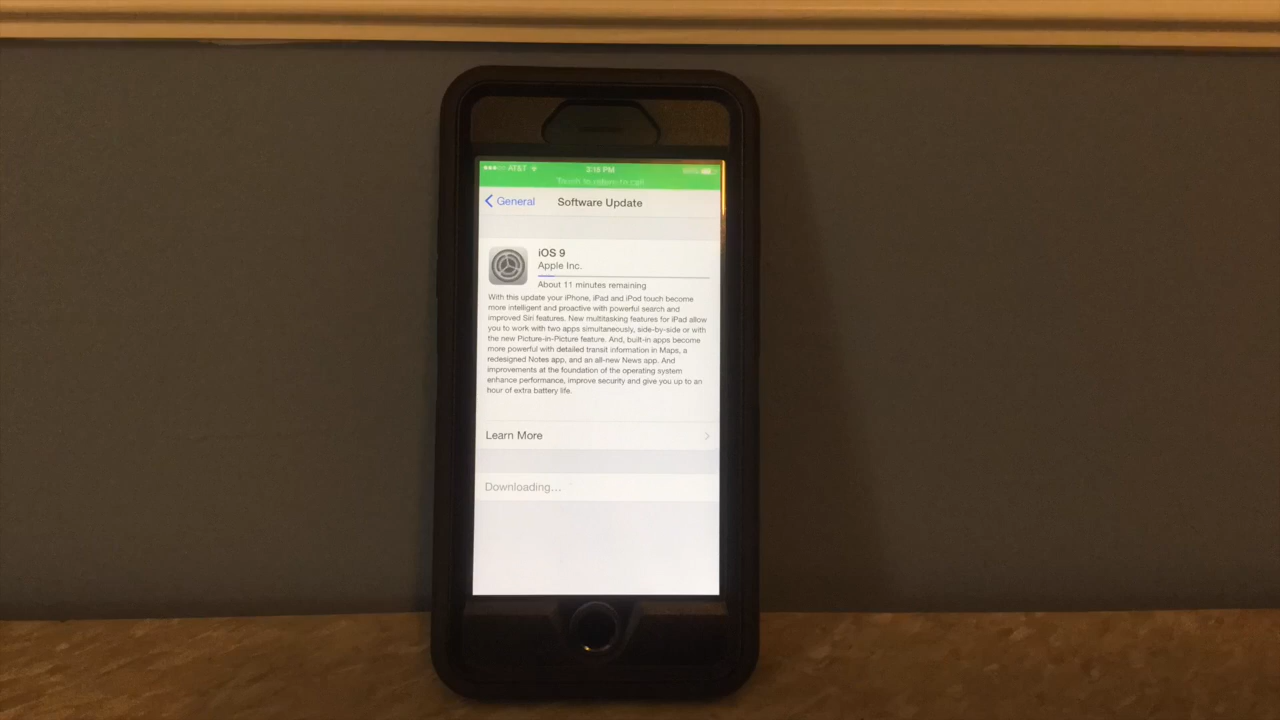 AT&T 3:16 PM
Touch to return to call
General Software Update
iOS 9
Apple Inc.
About 11 minutes remaining
With this update your iPhone, iPad and iPod touch become
more intelligent and proactive with powerful search and
improved Siri features. New multitasking features for iPad allow
you to work with two apps simultaneously, side-by-side or with
the new Picture-in-Picture feature. And, built-in apps become
more powerful with detailed transit information in Maps, a
redesigned Notes app, and an all-new News app. And
improvements at the foundation of the operating system
enhance performance, improve security and give you up to an
hour of extra battery life.
Learn More
Downloading...